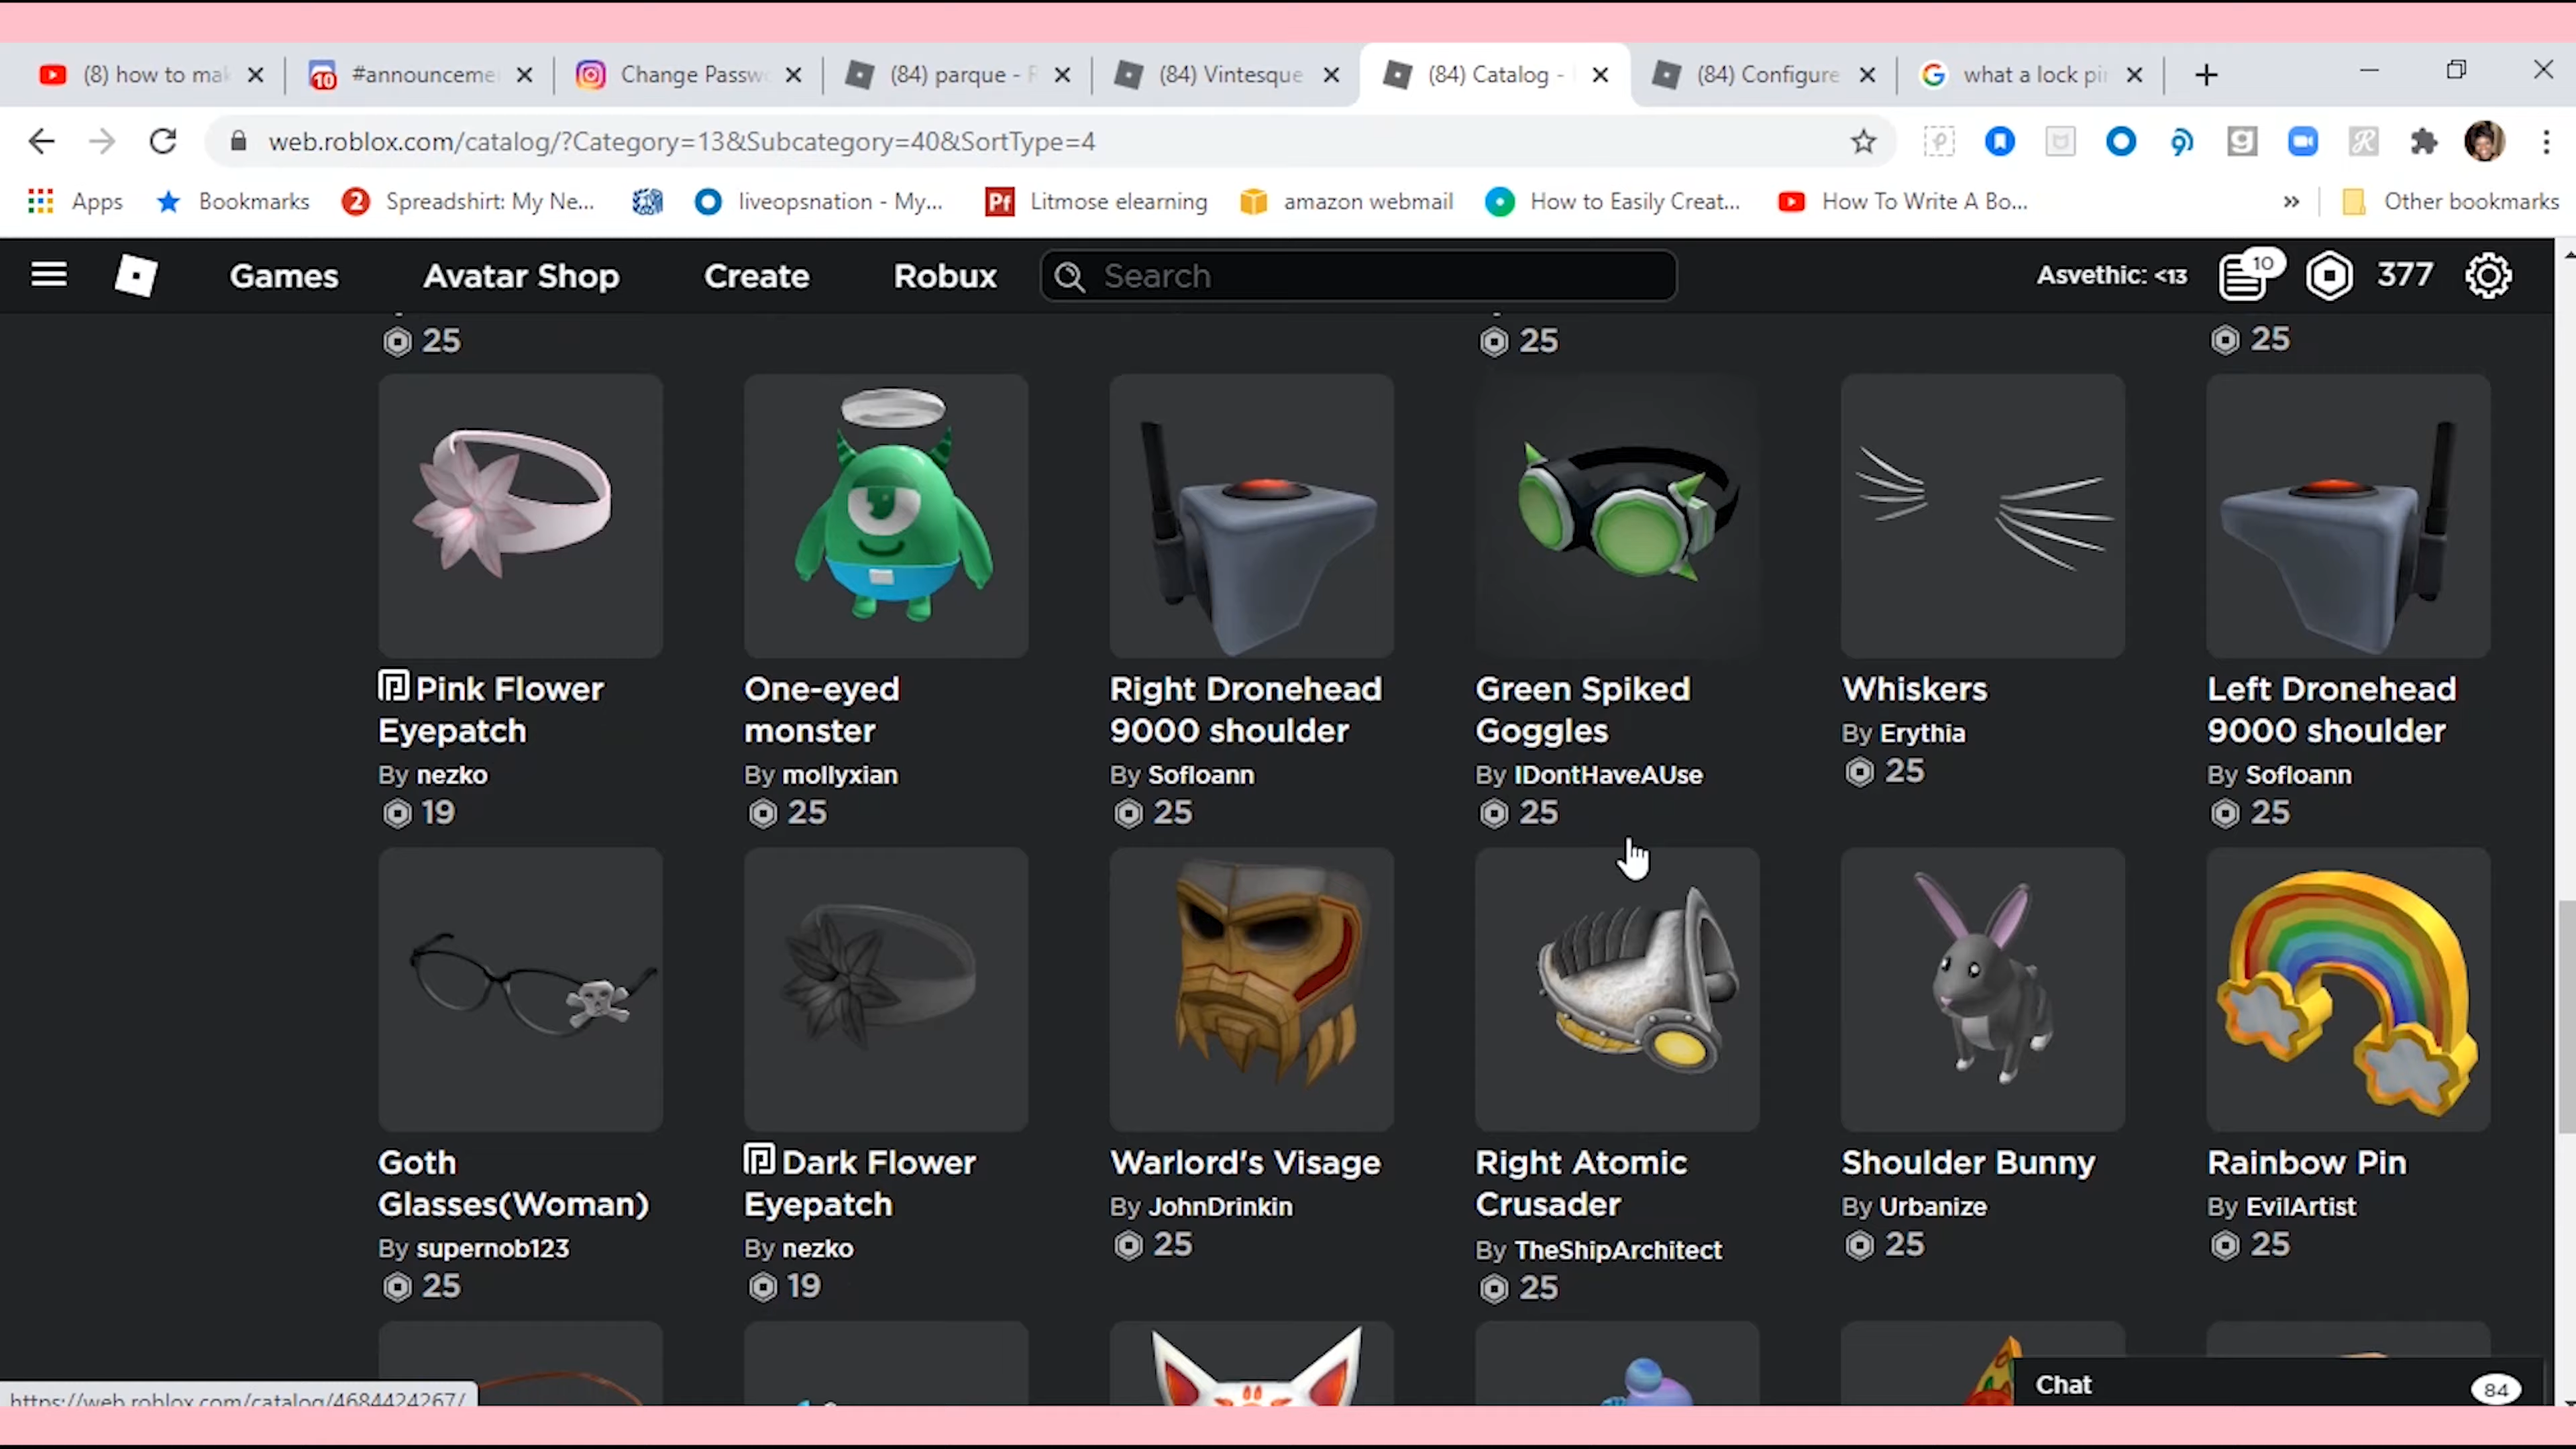 (8) how to mak
#announceme
Change Passwo
(84) parque - R
(84) Vintesque
(84) Catalog -
(84) Configure
what a lock pin
web.roblox.com/catalog/?Category=13&Subcategory=40&SortType=4
Apps
Bookmarks
Spreadshirt: My Ne...
liveopsnation - My...
Litmose elearning
amazon webmail
How to Easily Creat...
How To Write A Bo...
Other bookmarks
Games
Avatar Shop
Create
Robux
Search
Asvethic: <13
10
377
25
25
25
Pink Flower
Eyepatch
By nezko
19
One-eyed
monster
By mollyxian
25
Right Dronehead
9000 shoulder
By Sofloann
25
Green Spiked
Goggles
By IDontHaveAUse
25
Whiskers
By Erythia
25
Left Dronehead
9000 shoulder
By Sofloann
25
Goth
Glasses(Woman)
By supernob123
25
Dark Flower
Eyepatch
By nezko
19
Warlord's Visage
By JohnDrinkin
25
Right Atomic
Crusader
By TheShipArchitect
25
Shoulder Bunny
By Urbanize
25
Rainbow Pin
By EvilArtist
25
https://web.roblox.com/catalog/4684424267/
Chat
84